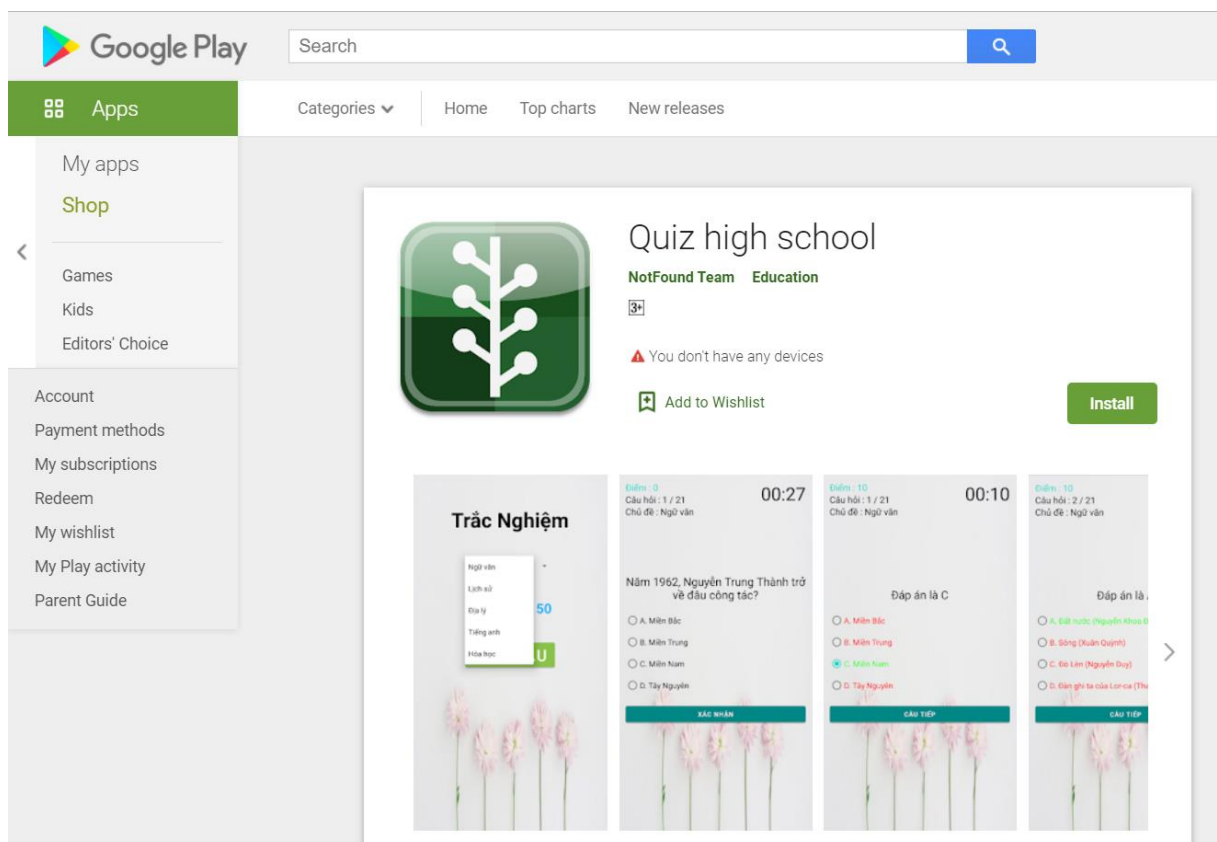 Google Play
Search
Apps
Categories
Home
Top charts
New releases
My apps
Shop
Games
Kids
Editors' Choice
Account
Payment methods
My subscriptions
Redeem
My wishlist
My Play activity
Parent Guide
Quiz high school
NotFound Team Education
3+
You don't have any devices
Add to Wishlist
Install
Trắc Nghiệm
Ngữ văn
Lịch sử
Địa lý
Tiếng anh
Hóa học
50
U
Điểm : 0
Câu hỏi : 1 / 21
Chủ đề : Ngữ văn
00:27
Năm 1962, Nguyễn Trung Thành trở
về đâu công tác?
A. Miền Bắc
B. Miền Trung
C. Miền Nam
D. Tây Nguyên
XÁC NHẬN
Điểm : 10
Câu hỏi : 1 / 21
Chủ đề : Ngữ văn
00:10
Đáp án là C
A. Miền Bắc
B. Miền Trung
C. Miền Nam
D. Tây Nguyên
CÂU TIẾP
Điểm : 10
Câu hỏi : 2 / 21
Chủ đề : Ngữ văn
Đáp án là
A. Đất nước (Nguyễn Khoa
B. Sóng (Xuân Quỳnh)
C. Đò Lèn (Nguyễn Duy)
D. Đàn ghi ta của Lor-ca
CÂU TIẾP